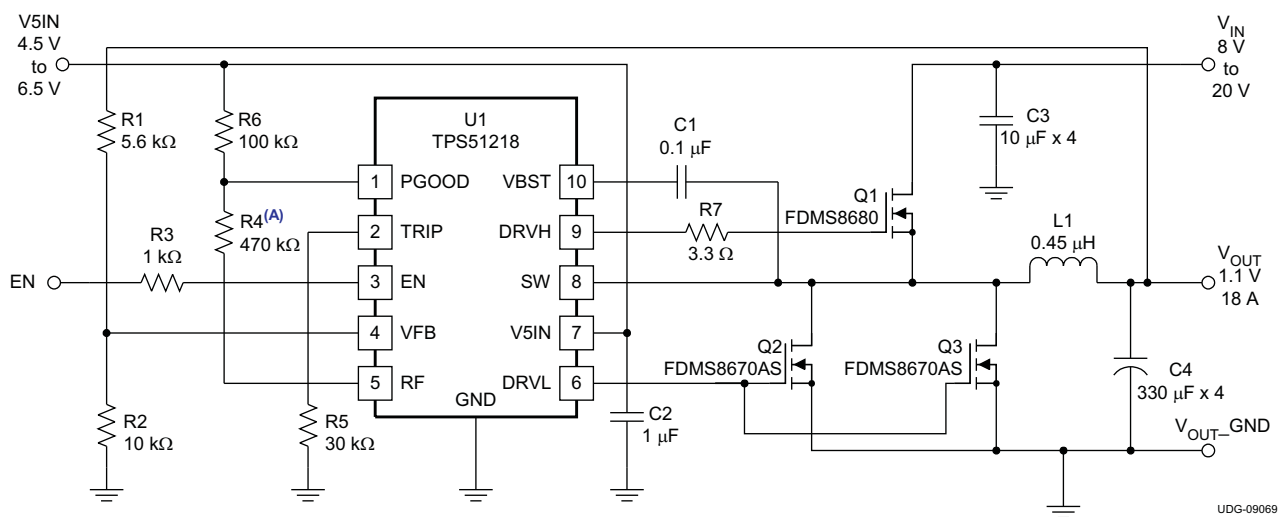 V5IN
4.5 V
to
6.5 V
VIN
8 V
to
20 V
R1
5.6 kΩ
R6
100 kΩ
U1
TPS51218
C1
0.1 μF
C3
10 μF x 4
1 PGOOD
VBST 10
Q1
FDMS8680
R4(A)
470 kΩ
2 TRIP
DRVH 9
R7
3.3 Ω
L1
0.45 μH
R3
1 kΩ
EN
3 EN
SW 8
VOUT
1.1 V
18 A
4 VFB
V5IN 7
Q2
FDMS8670AS
Q3
FDMS8670AS
5 RF
DRVL 6
GND
C4
330 μF x 4
R2
10 kΩ
R5
30 kΩ
C2
1 μF
VOUT_GND
UDG-09069